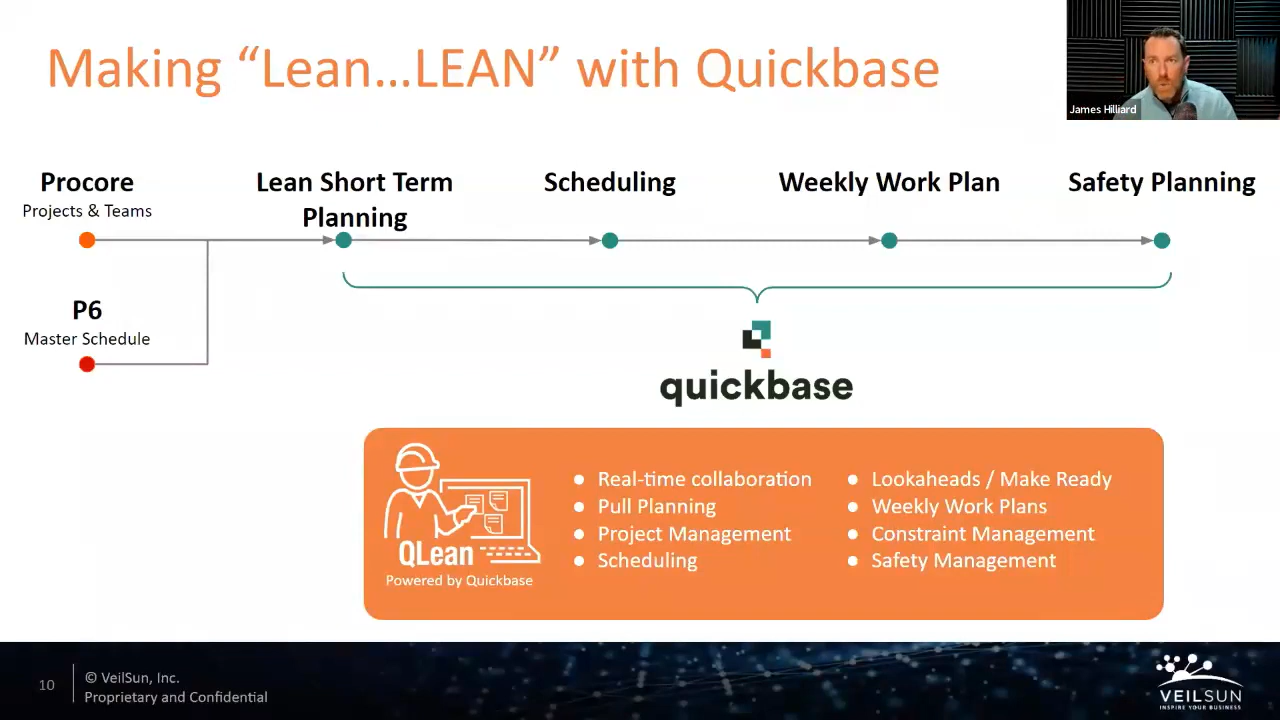 Making “Lean...LEAN” with Quickbase
James Hilliard
Procore
Projects & Teams
Lean Short Term
Planning
Scheduling
Weekly Work Plan
Safety Planning
P6
Master Schedule
quickbase
QLean
Powered by Quickbase
● Real-time collaboration
● Pull Planning
● Project Management
● Scheduling
● Lookaheads / Make Ready
● Weekly Work Plans
● Constraint Management
● Safety Management
10
© VeilSun, Inc.
Proprietary and Confidential
VEILSUN
INSPIRE YOUR BUSINESS